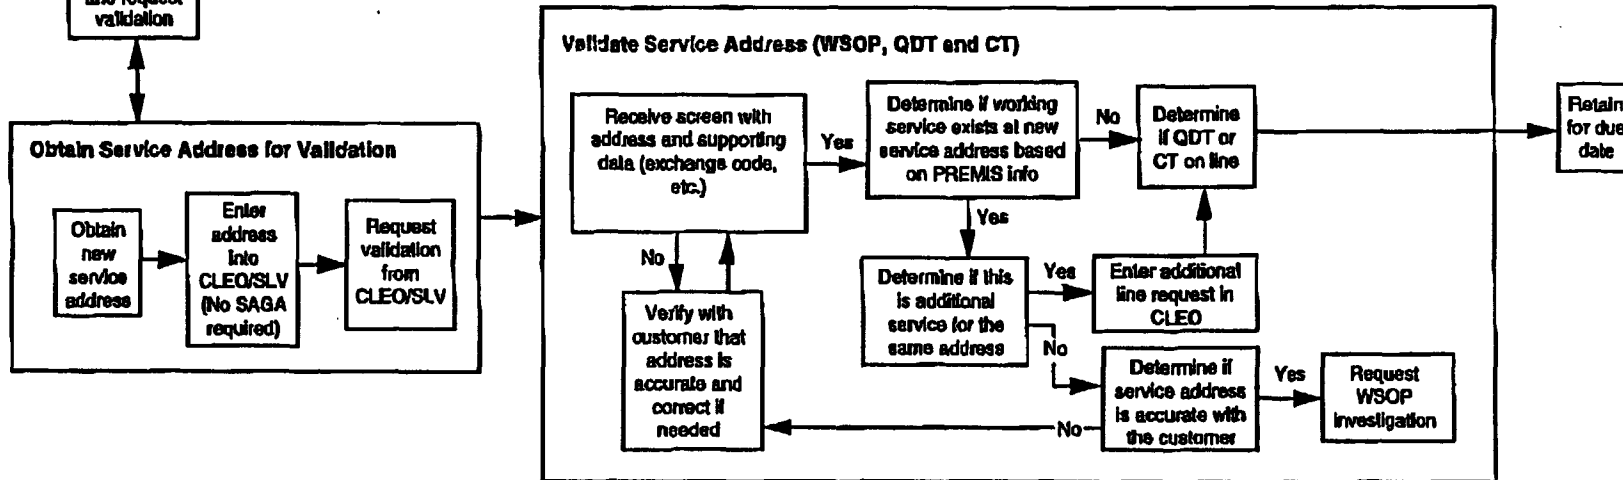 line request
validation
Obtain Service Address for Validation
Obtain
new
service
address
Enter
address
into
CLEO/SLV
(No SAGA
required)
Request
validation
from
CLEO/SLV
Validate Service Address (WSOP, QDT and CT)
Receive screen with
address and supporting
data (exchange code,
etc.)
Yes
No
Verify with
customer that
address is
accurate and
correct if
needed
Determine if working
service exists at new
service address based
on PREMIS info
No
Yes
Determine if QDT or
CT on line
Determine if this
is additional
service for the
same address
Yes
No
Enter additional
line request in
CLEO
Determine if
service address
is accurate with
the customer
No
Yes
Request
WSOP
investigation
Retain
for due
date